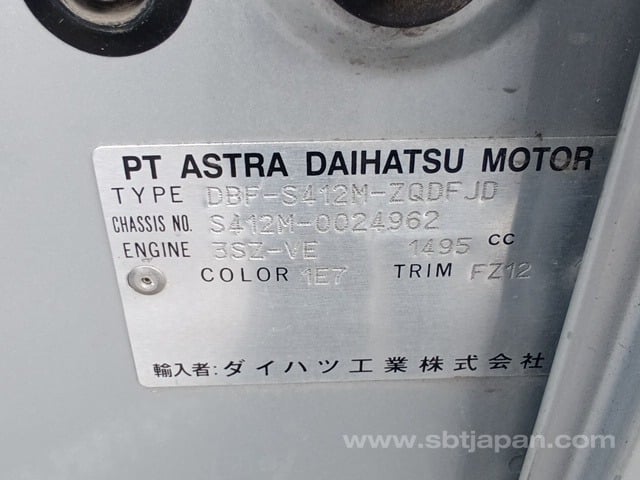 PT ASTRA DAIHATSU MOTOR
TYPE DBF-S412M-ZQDFJD
CHASSIS NO. S412M-0024962
ENGINE 3SZ-VE 1495 CC
COLOR 1E7 TRIM FZ12
輸入者: ダイハツ工業株式会社
www.sbtjapan.com